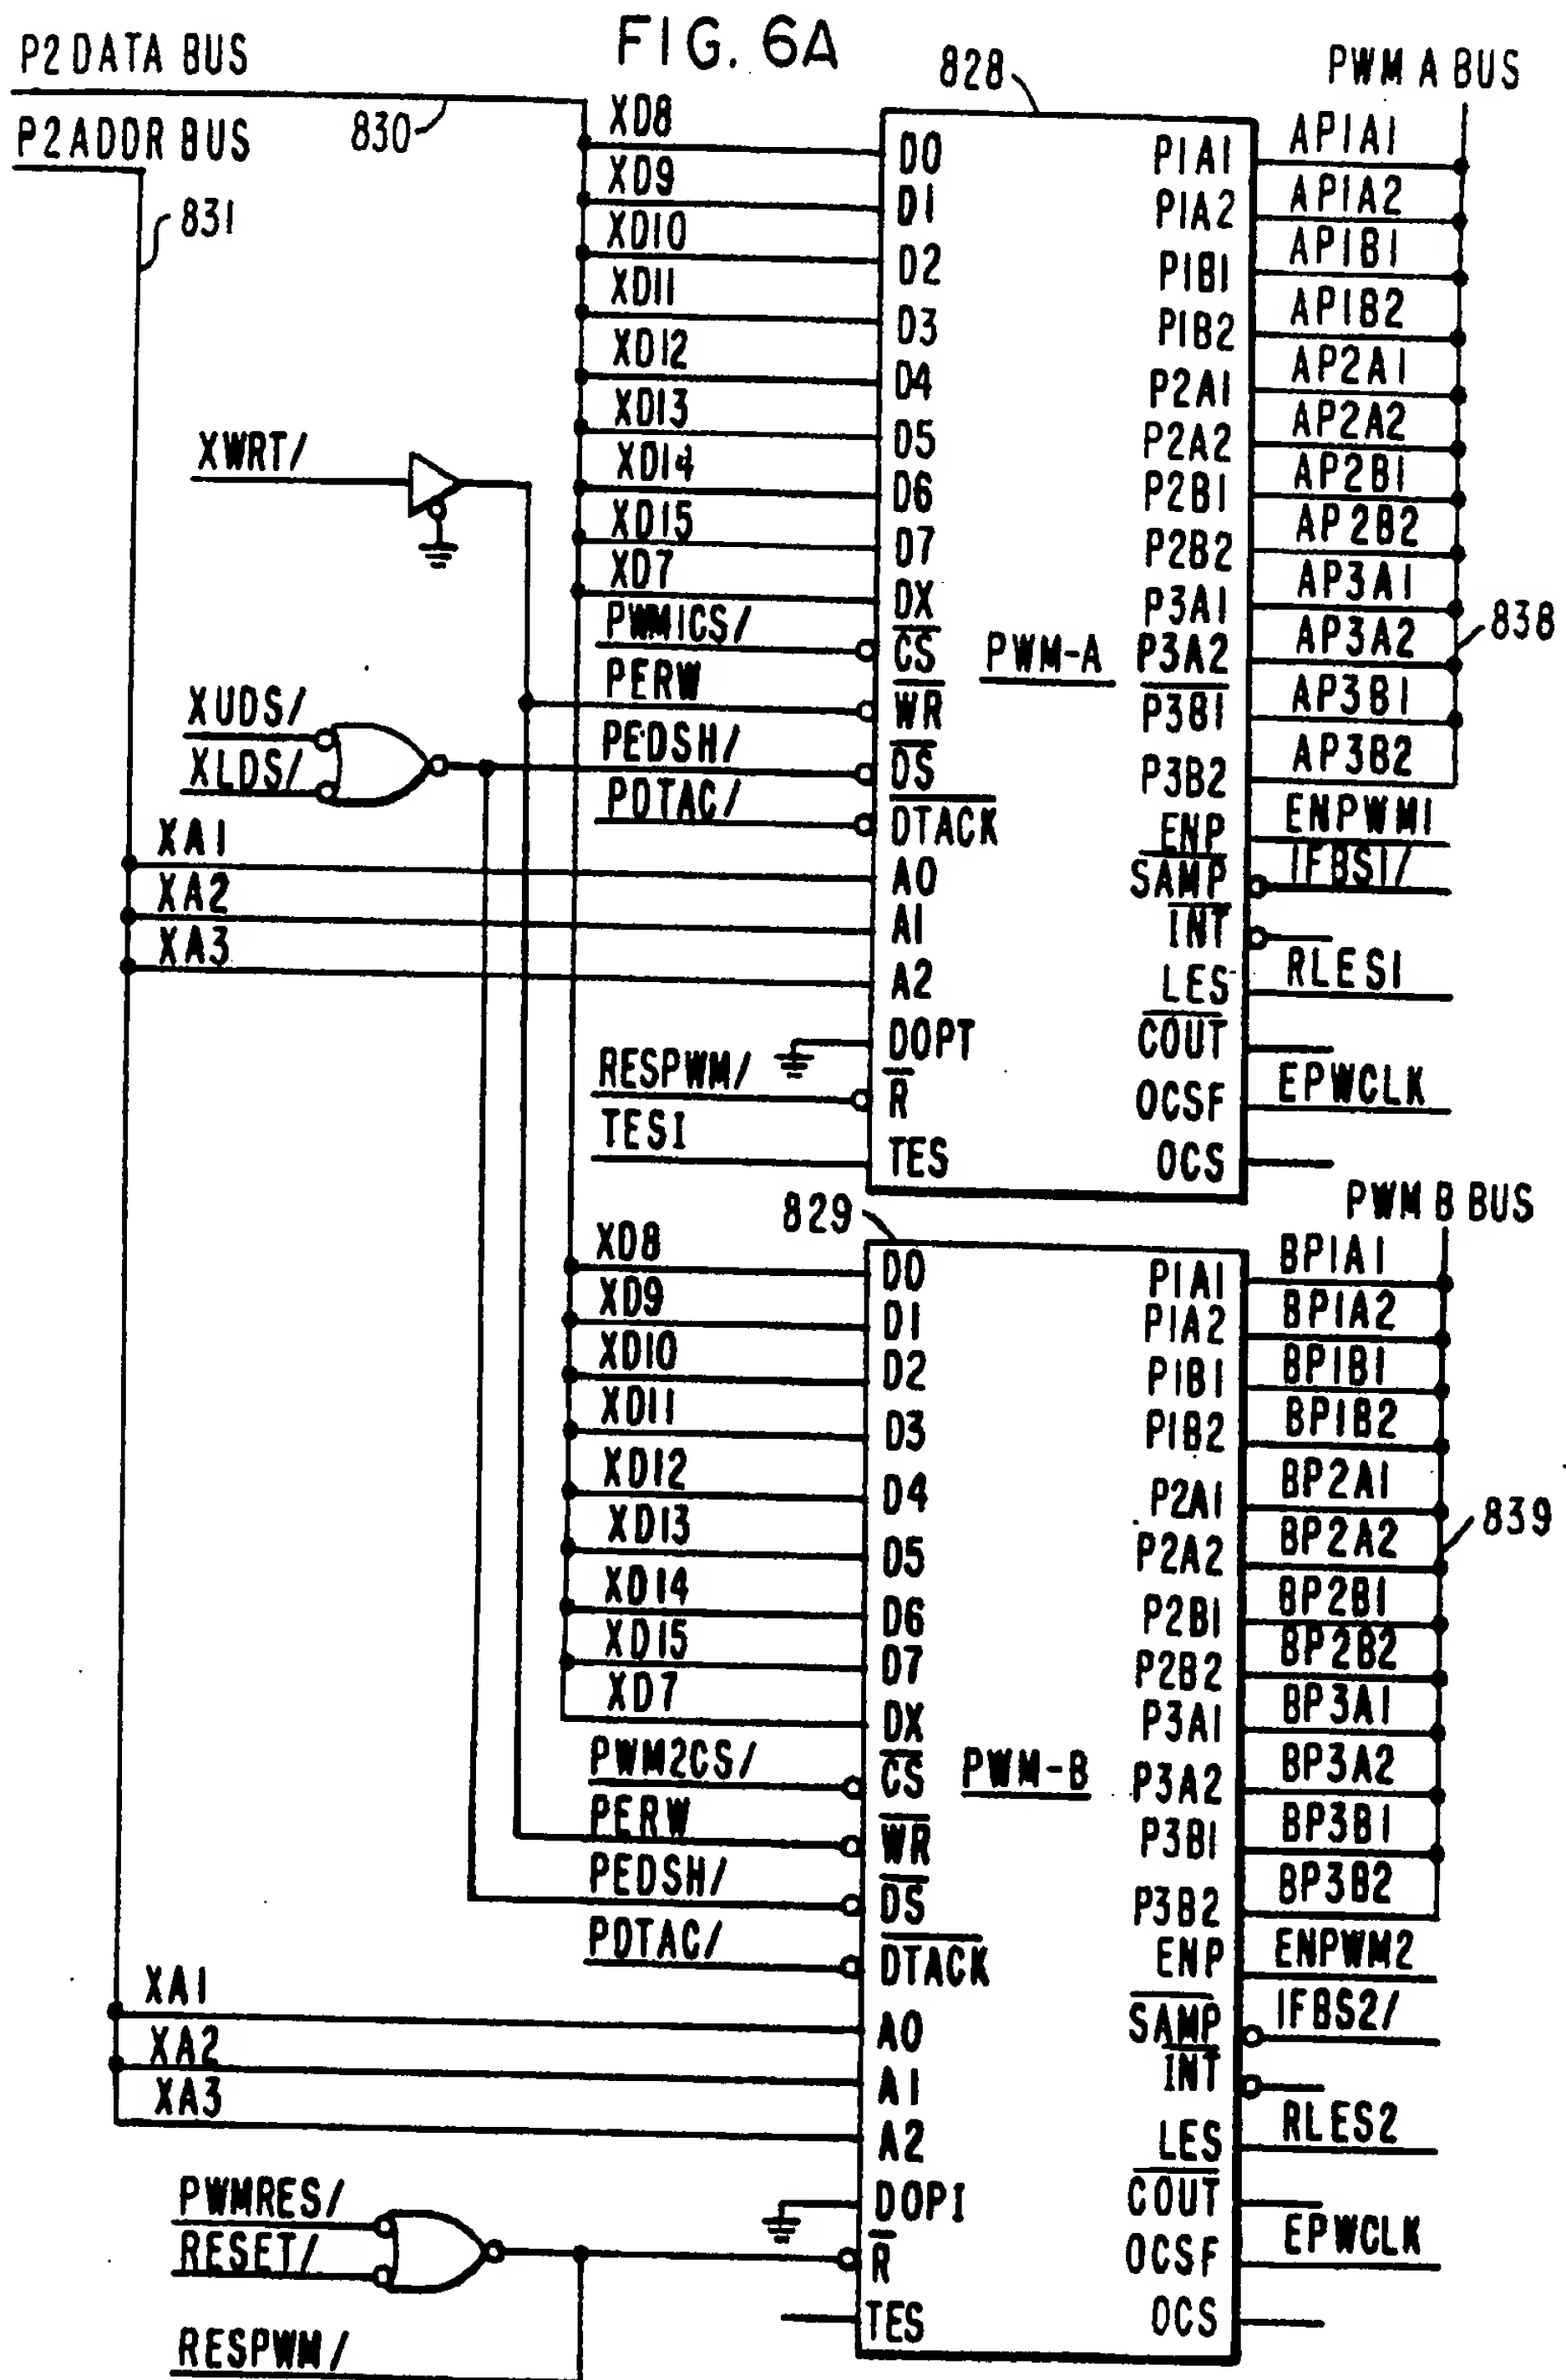 FIG. 6A
P2 DATA BUS
830
P2 ADDR BUS
831
828
PWM A BUS
XD8 D0 P1A1 AP1A1
XD9 D1 P1A2 AP1A2
XD10 D2 P1B1 AP1B1
XD11 D3 P1B2 AP1B2
XD12 D4 P2A1 AP2A1
XD13 D5 P2A2 AP2A2
XWRT/
XD14 D6 P2B1 AP2B1
XD15 D7 P2B2 AP2B2
XD7 DX P3A1 AP3A1
838
PWM1CS/ CS PWM-A P3A2 AP3A2
PERW WR P3B1 AP3B1
XUDS/
XLDS/
PEDSH/ DS P3B2 AP3B2
PDTAC/ DTACK ENP ENPWM1
XA1 A0 SAMP IFBS1/
XA2 A1 INT
XA3 A2 LES RLES1
DOPT COUT
RESPWM/ R OCSF EPWCLK
TES1 TES OCS
829
PWM B BUS
XD8 D0 P1A1 BP1A1
XD9 D1 P1A2 BP1A2
XD10 D2 P1B1 BP1B1
XD11 D3 P1B2 BP1B2
XD12 D4 P2A1 BP2A1
839
XD13 D5 P2A2 BP2A2
XD14 D6 P2B1 BP2B1
XD15 D7 P2B2 BP2B2
XD7 DX P3A1 BP3A1
PWM2CS/ CS PWM-B P3A2 BP3A2
PERW WR P3B1 BP3B1
PEDSH/ DS P3B2 BP3B2
PDTAC/ DTACK ENP ENPWM2
XA1 A0 SAMP IFBS2/
XA2 A1 INT
XA3 A2 LES RLES2
PWMRES/
RESET/
DOPI COUT
R OCSF EPWCLK
TES OCS
RESPWM/